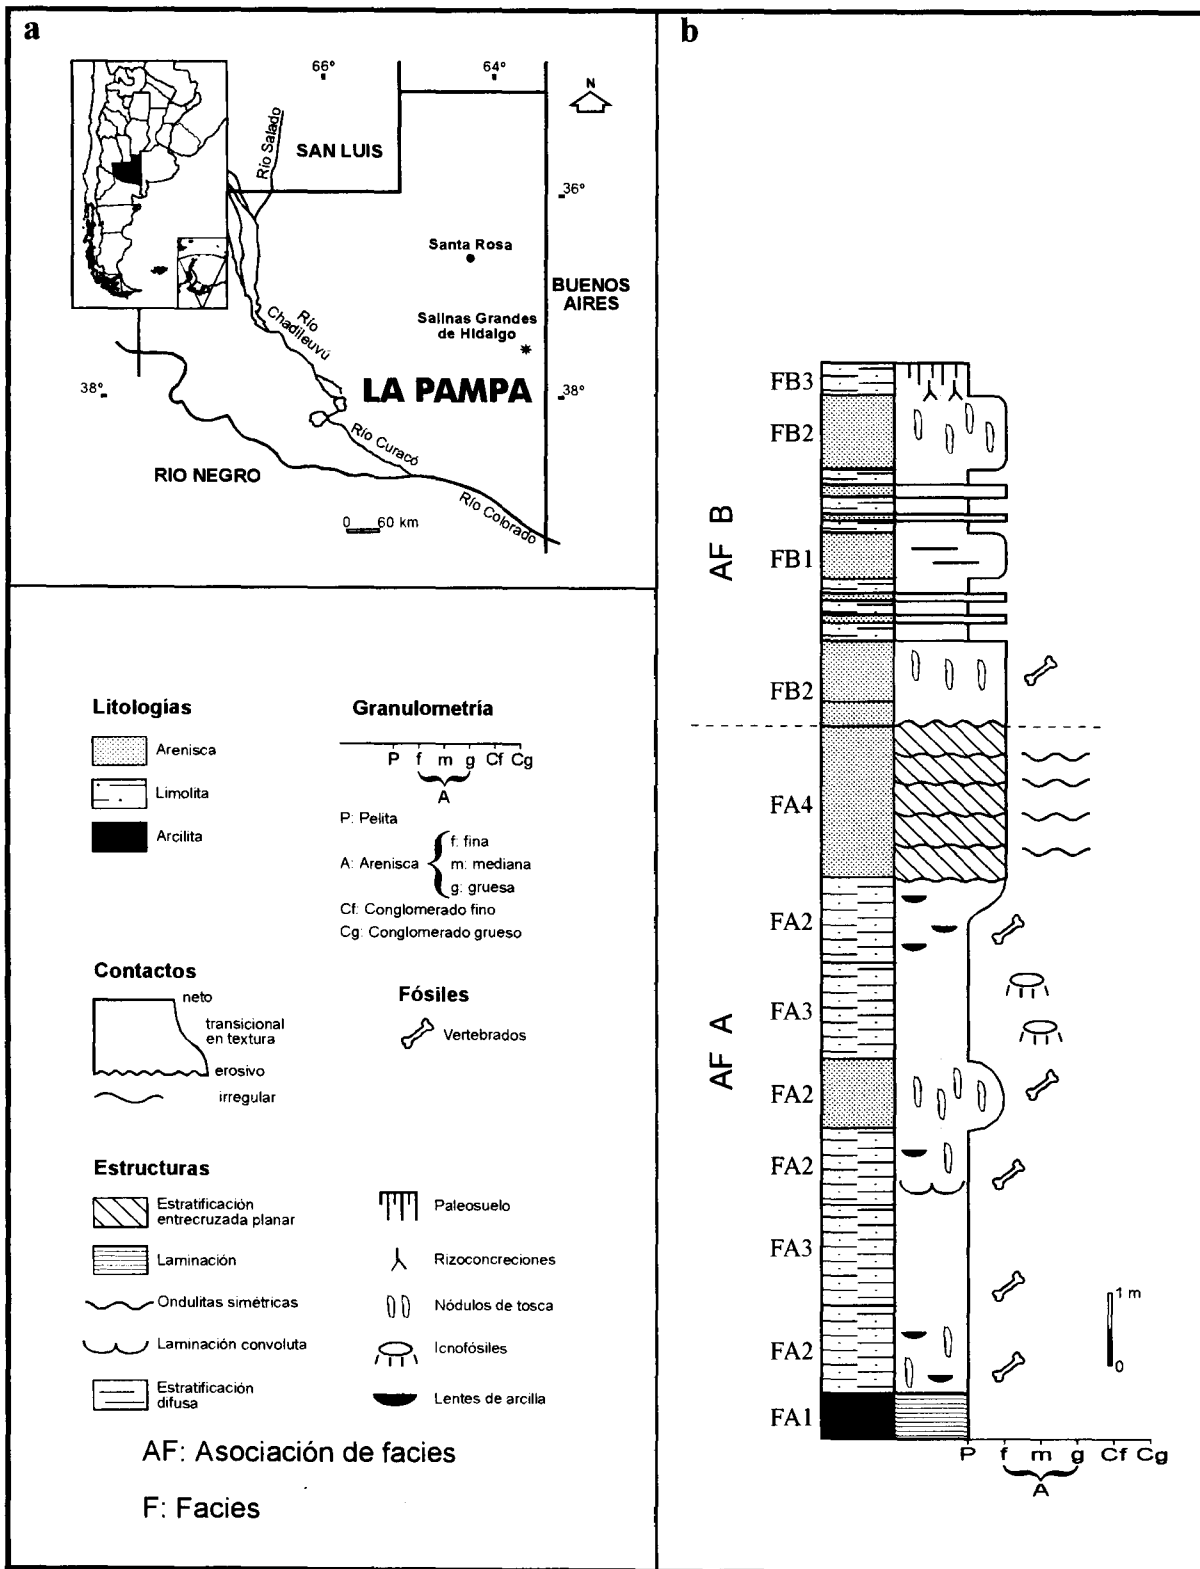 a
66°
64°
N
Río Salado
SAN LUIS
36°
Santa Rosa
BUENOS
AIRES
Salinas Grandes
de Hidalgo
Río
Chadileuvú
38°
LA PAMPA
38°
Río Curacó
RIO NEGRO
Río Colorado
0 60 km
Litologías
Arenisca
Limolita
Arcilita
Granulometría
P f m g Cf Cg
A
P: Pelita
A: Arenisca
f: fina
m: mediana
g: gruesa
Cf: Conglomerado fino
Cg: Conglomerado grueso
Contactos
neto
transicional
en textura
erosivo
irregular
Fósiles
Vertebrados
Estructuras
Estratificación
entrecruzada planar
Laminación
Ondulitas simétricas
Laminación convoluta
Estratificación
difusa
Paleosuelo
Rizoconcreciones
Nódulos de tosca
Icnofósiles
Lentes de arcilla
AF: Asociación de facies
F: Facies
b
FB3
FB2
AF B
FB1
FB2
FA4
FA2
FA3
AF A
FA2
FA2
FA3
FA2
FA1
1 m
0
P f m g Cf Cg
A